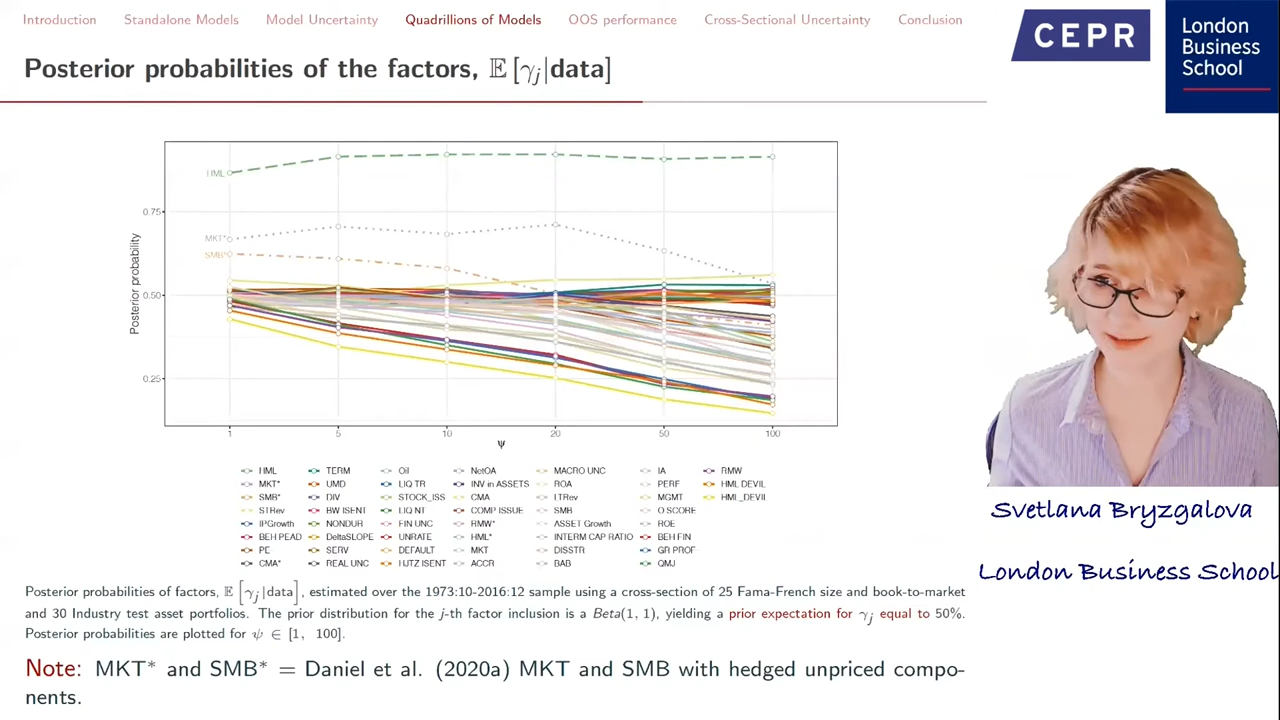 Introduction Standalone Models Model Uncertainty Quadrillions of Models OOS performance Cross-Sectional Uncertainty Conclusion
CEPR
London
Business
School
Posterior probabilities of the factors, 𝔼 [γj|data]
HML
0.75
MKT*
SMB*
Posterior probability
0.50
0.25
1 5 10 20 50 100
ψ
HML TERM Oil NetOA MACRO UNC IA RMW
MKT* UMD LIQ TR INV in ASSETS ROA PERF HML DEVIL
SMB* DIV STOCK_ISS CMA LTRev MGMT HML_DEVIL
STRev BW ISENT LIQ NT COMP ISSUE SMB O SCORE
IPGrowth NONDUR FIN UNC RMW* ASSET Growth ROE
BEH PEAD DeltaSLOPE UNRATE HML* INTERM CAP RATIO BEH FIN
PE SERV DEFAULT MKT DISSTR GR PROF
CMA* REAL UNC HJTZ ISENT ACCR BAB QMJ
Posterior probabilities of factors, 𝔼 [γj|data], estimated over the 1973:10-2016:12 sample using a cross-section of 25 Fama-French size and book-to-market
and 30 Industry test asset portfolios. The prior distribution for the j-th factor inclusion is a Beta(1, 1), yielding a prior expectation for γj equal to 50%.
Posterior probabilities are plotted for ψ ∈ [1, 100].
Note: MKT* and SMB* = Daniel et al. (2020a) MKT and SMB with hedged unpriced compo-
nents.
Svetlana Bryzgalova
London Business School